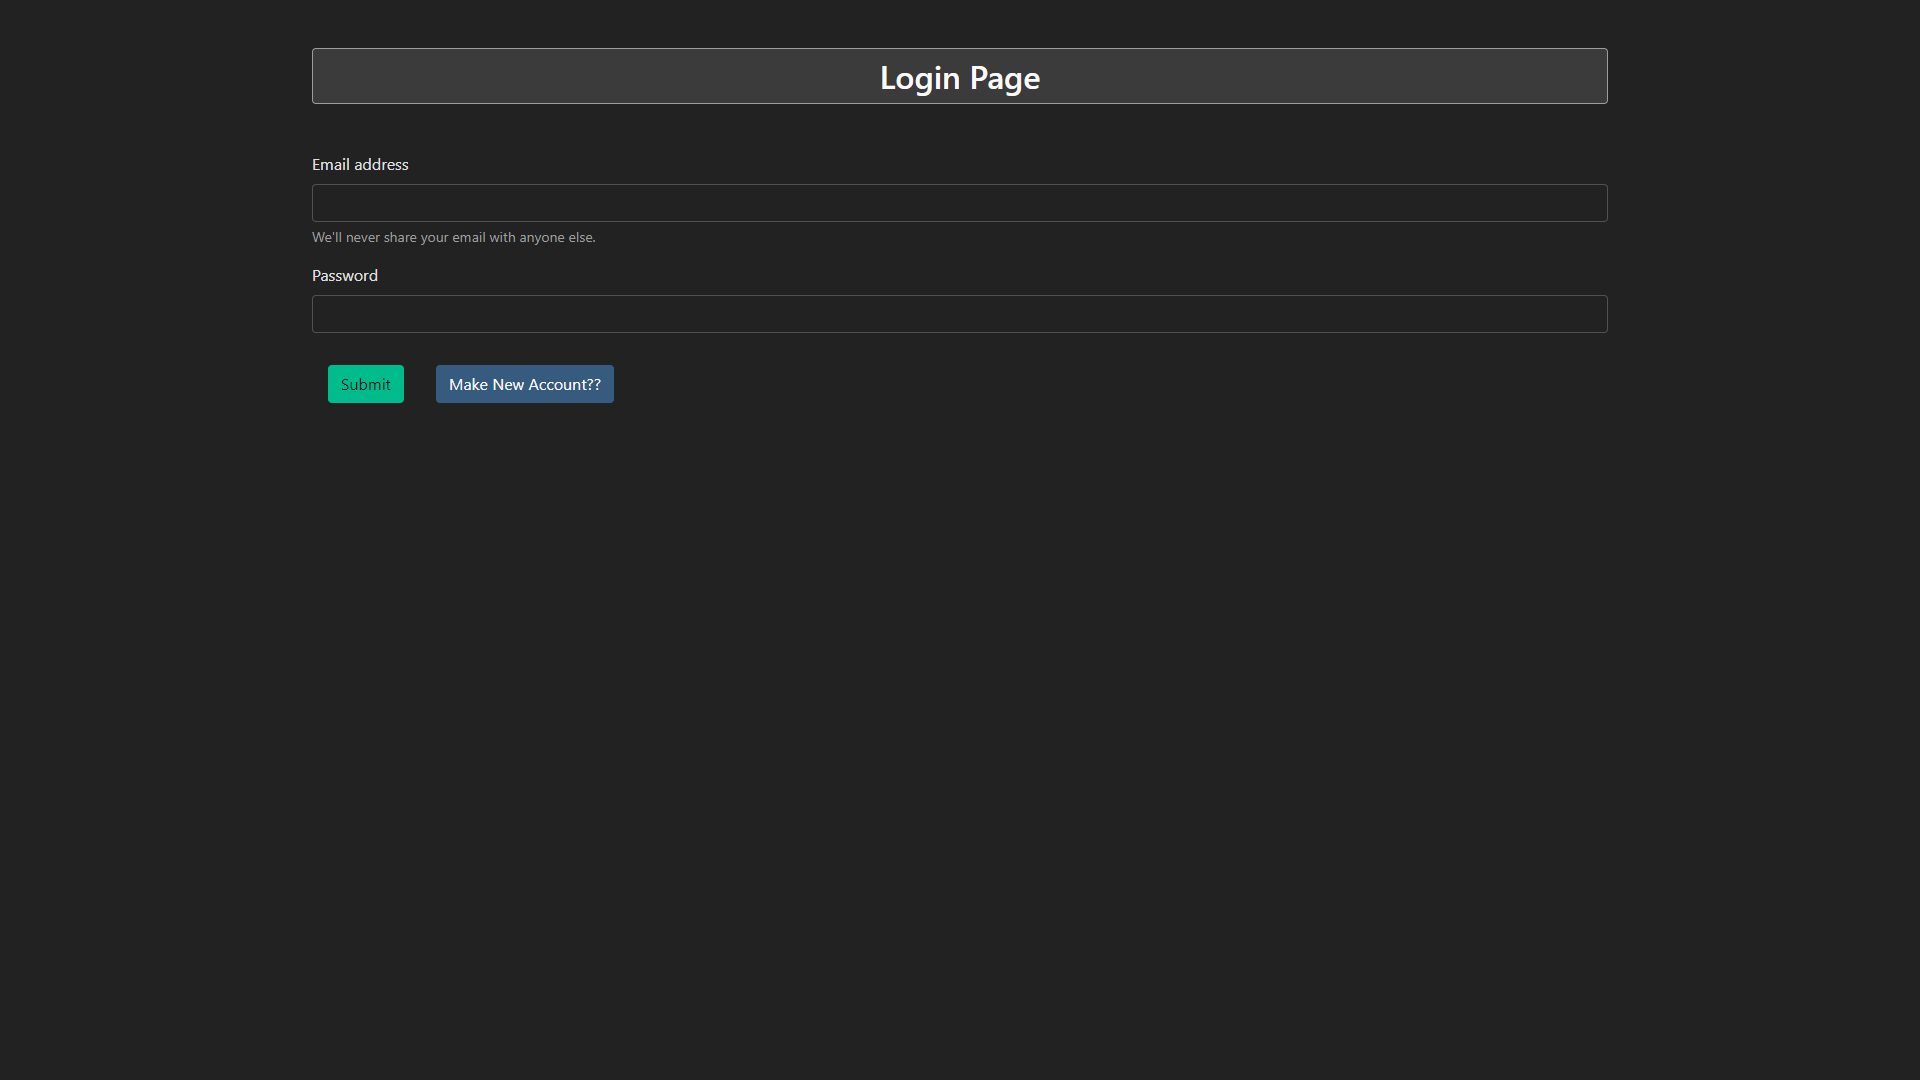 Login Page
Email address
We'll never share your email with anyone else.
Password
Submit
Make New Account??